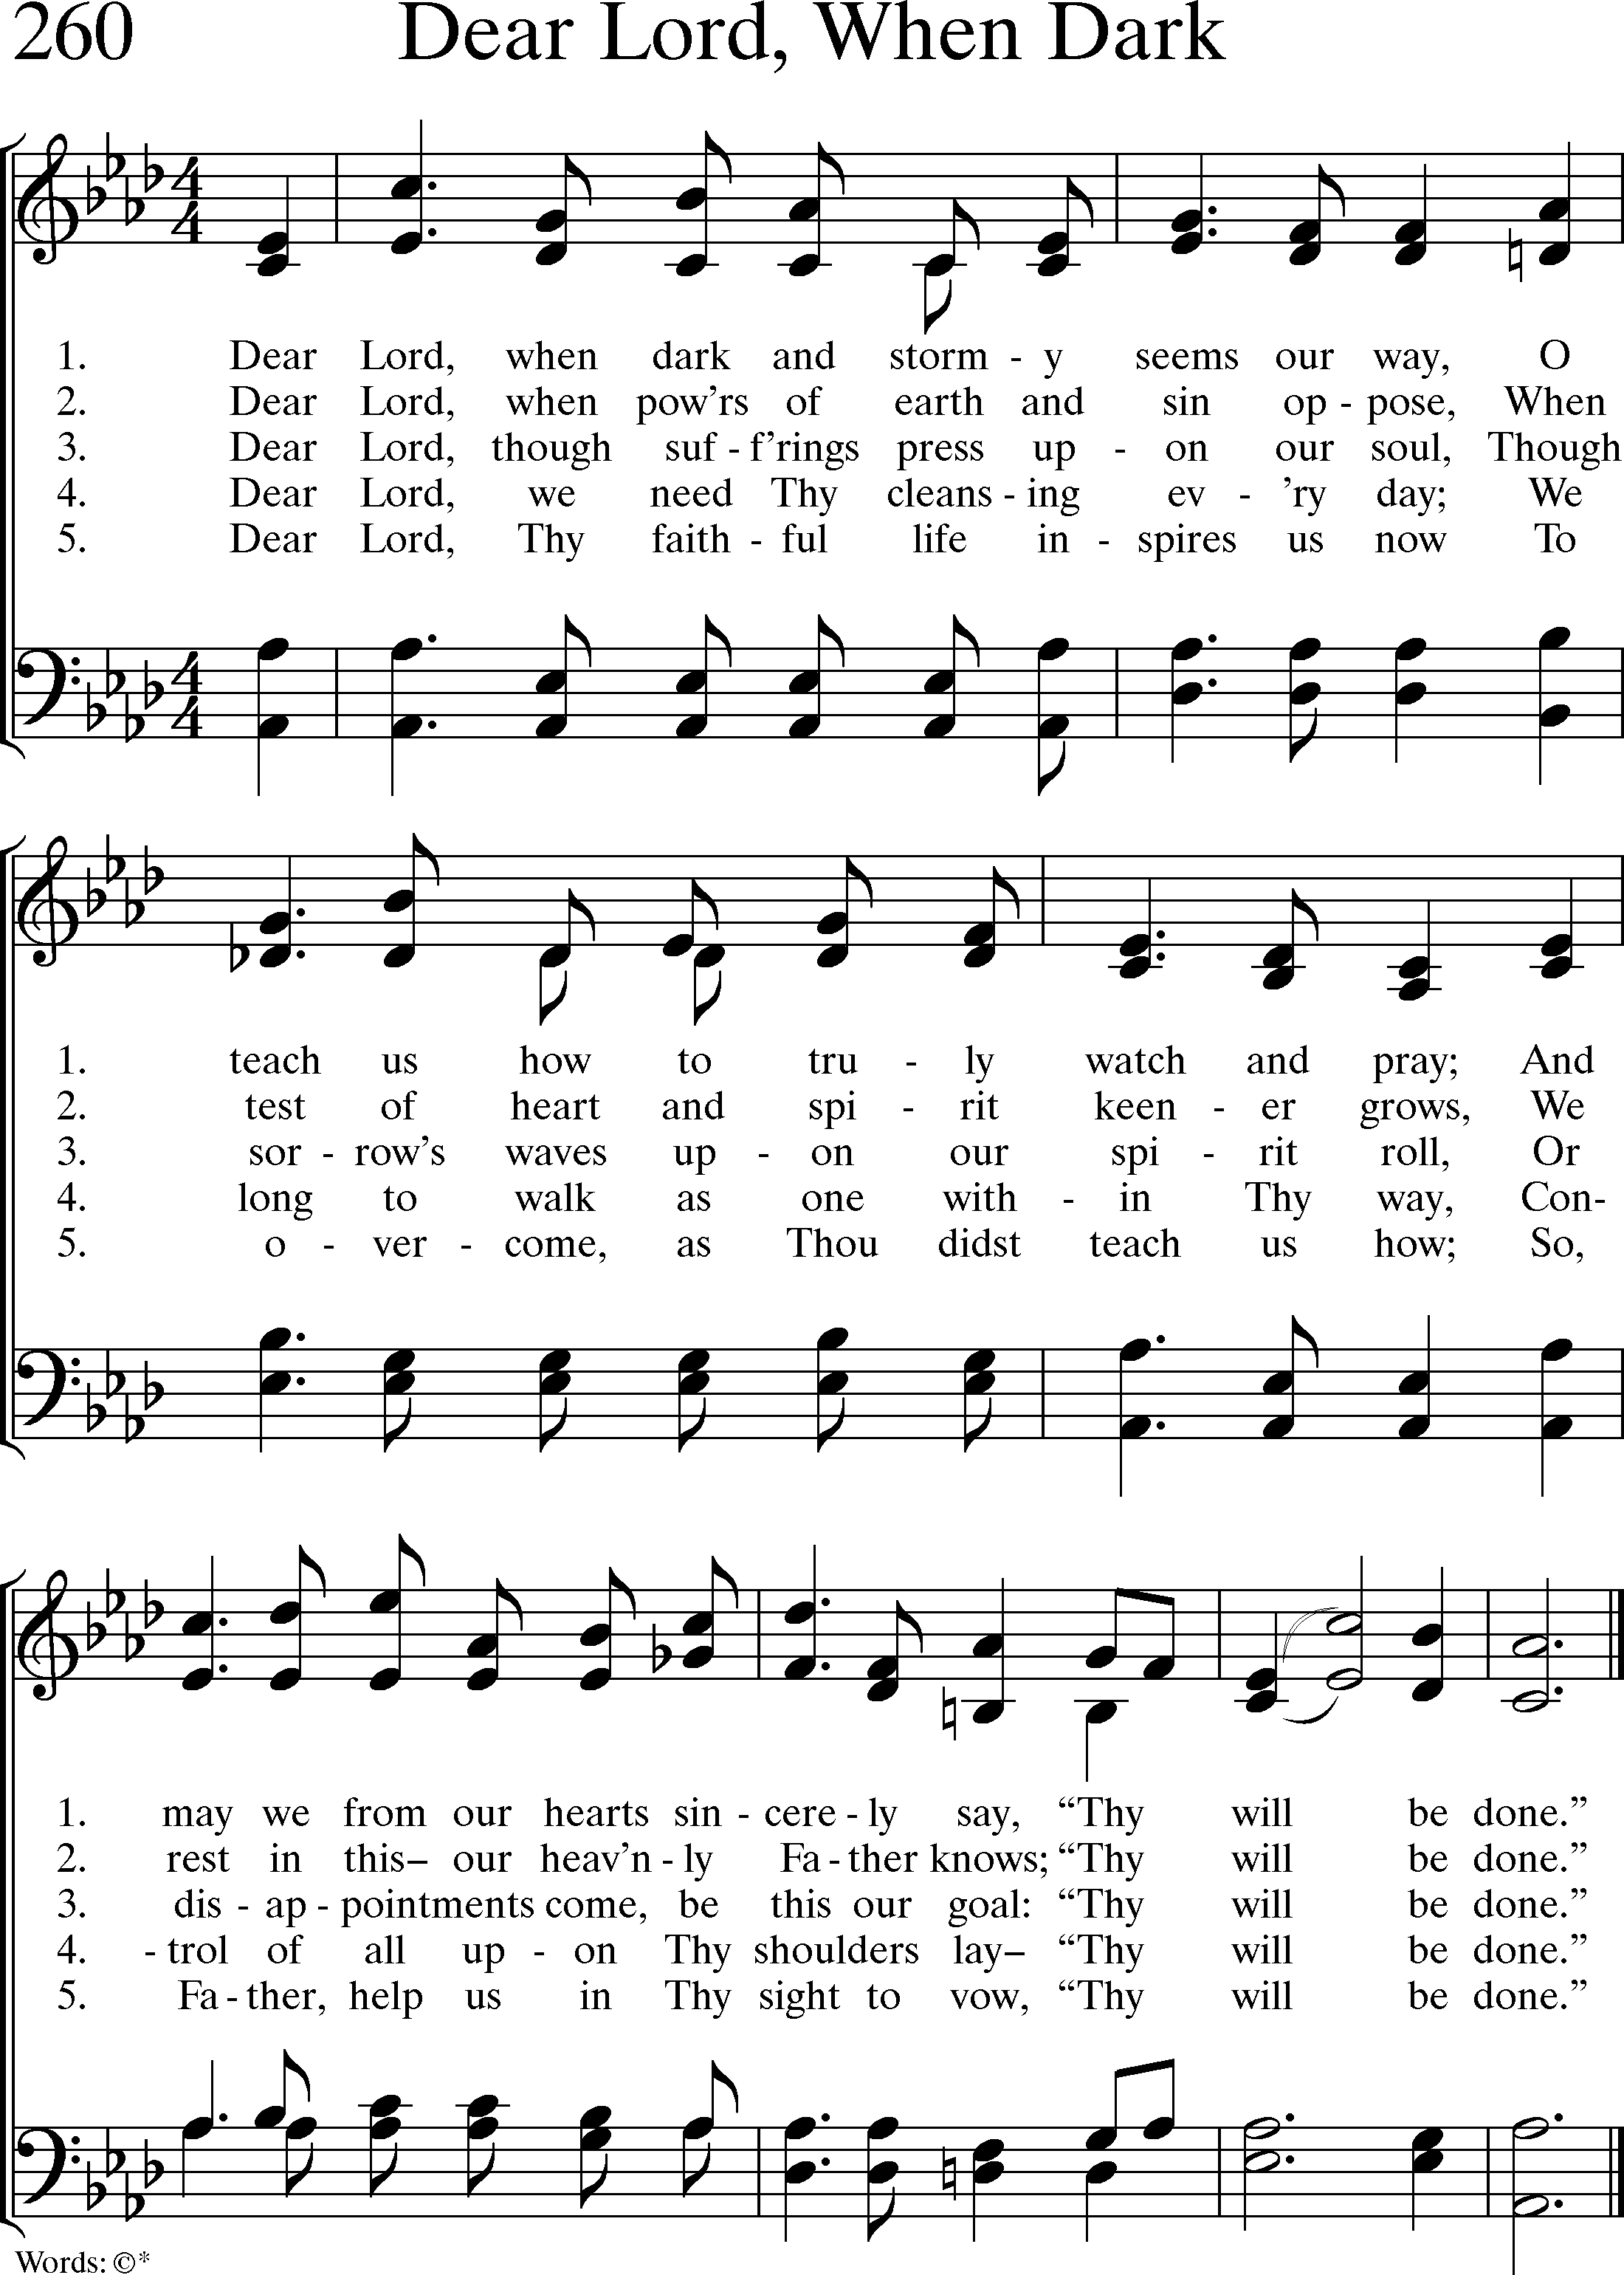 260 Dear Lord, When Dark
1. Dear Lord, when dark and storm - y seems our way, O
2. Dear Lord, when pow'rs of earth and sin op - pose, When
3. Dear Lord, though suf - f'rings press up - on our soul, Though
4. Dear Lord, we need Thy cleans - ing ev - 'ry day; We
5. Dear Lord, Thy faith - ful life in - spires us now To
1. teach us how to tru - ly watch and pray; And
2. test of heart and spi - rit keen - er grows, We
3. sor - row's waves up - on our spi - rit roll, Or
4. long to walk as one with - in Thy way, Con-
5. o - ver - come, as Thou didst teach us how; So,
1. may we from our hearts sin - cere - ly say, “Thy will be done.”
2. rest in this– our heav'n - ly Fa - ther knows; “Thy will be done.”
3. dis - ap - pointments come, be this our goal: “Thy will be done.”
4. - trol of all up - on Thy shoulders lay– “Thy will be done.”
5. Fa - ther, help us in Thy sight to vow, “Thy will be done.”
Words: ©*